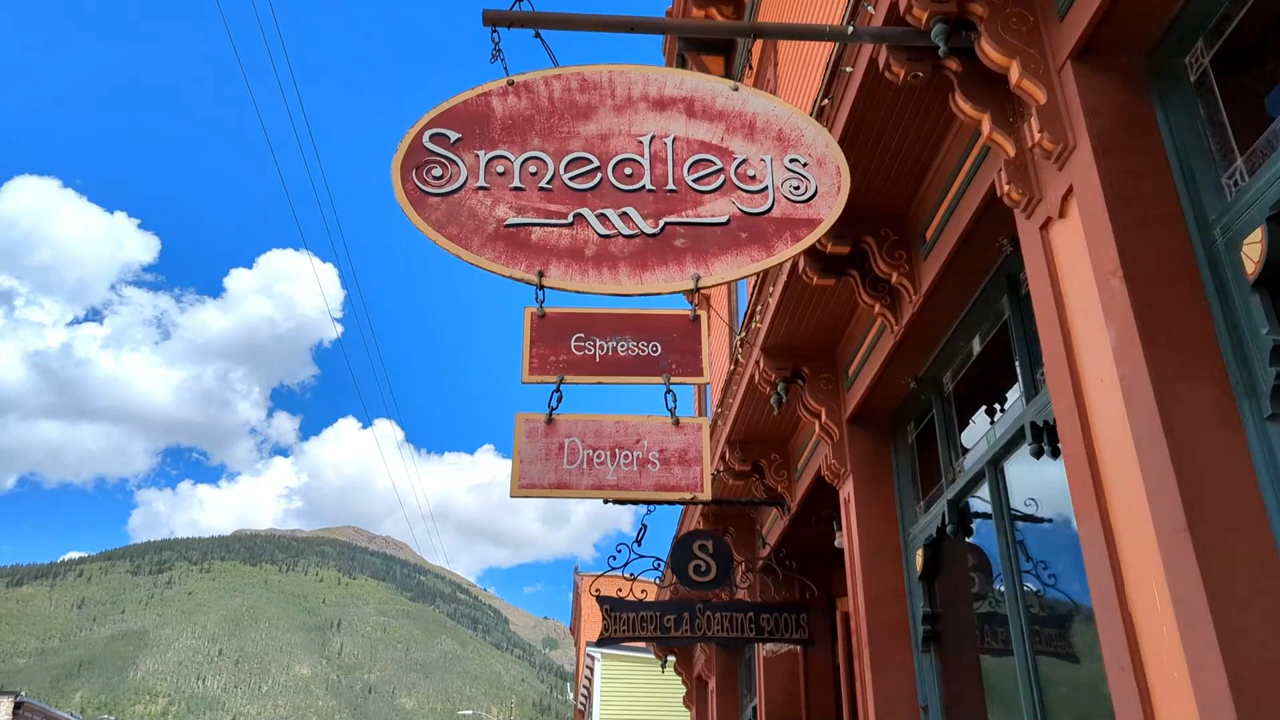 Smedleys
Espresso
Dreyer's
S
SHANGRI LA SOAKING POOLS